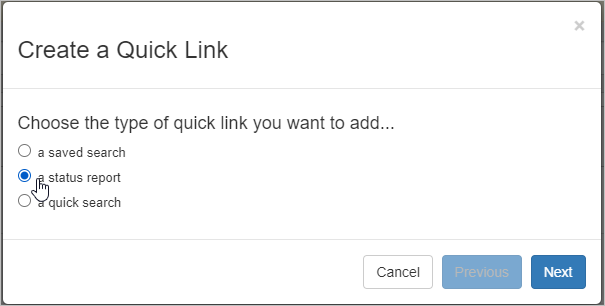 ×
Create a Quick Link
Choose the type of quick link you want to add...
a saved search
a status report
a quick search
Cancel Previous Next